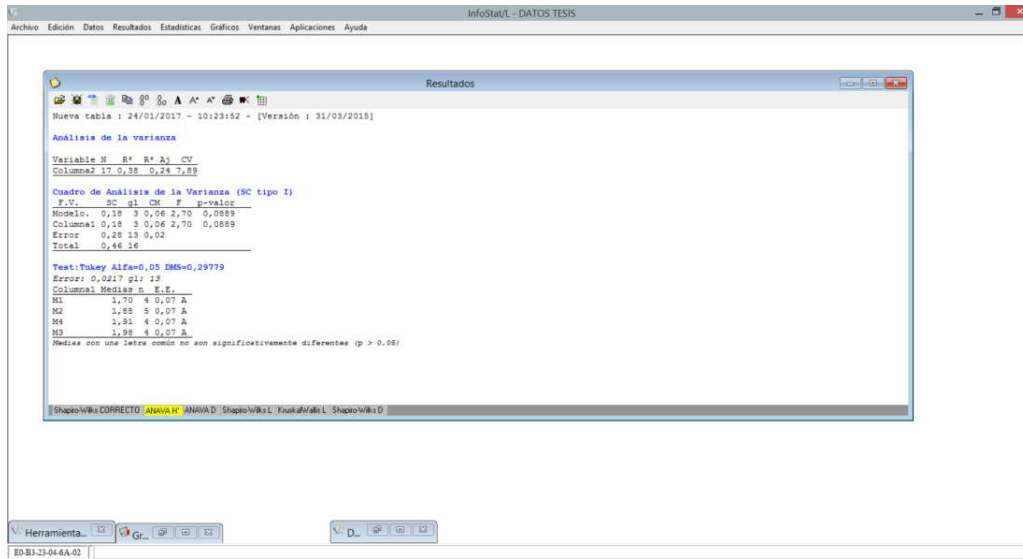 InfoStat/L - DATOS TESIS
Archivo Edición Datos Resultados Estadísticas Gráficos Ventanas Aplicaciones Ayuda
Resultados
Nueva tabla : 24/01/2017 - 10:23:52 - [Versión : 31/03/2015]
Análisis de la varianza
Variable N R² R² Aj CV
Columna2 17 0,38 0,24 7,89
Cuadro de Análisis de la Varianza (SC tipo I)
F.V. SC gl CM F p-valor
Modelo. 0,18 3 0,06 2,70 0,0889
Columna1 0,18 3 0,06 2,70 0,0889
Error 0,28 13 0,02
Total 0,46 16
Test:Tukey Alfa=0,05 DMS=0,29779
Error: 0,0217 gl: 13
Columna1 Medias n E.E.
M1 1,70 4 0,07 A
M2 1,88 5 0,07 A
M4 1,91 4 0,07 A
M3 1,98 4 0,07 A
Medias con una letra común no son significativamente diferentes (p > 0,05)
Shapiro-Wilks CORRECTO ANAVA H' ANAVA D Shapiro-Wilks L KruskalWallis L Shapiro-Wilks D
Herramienta... Gr... D...
E0-B3-23-04-6A-02